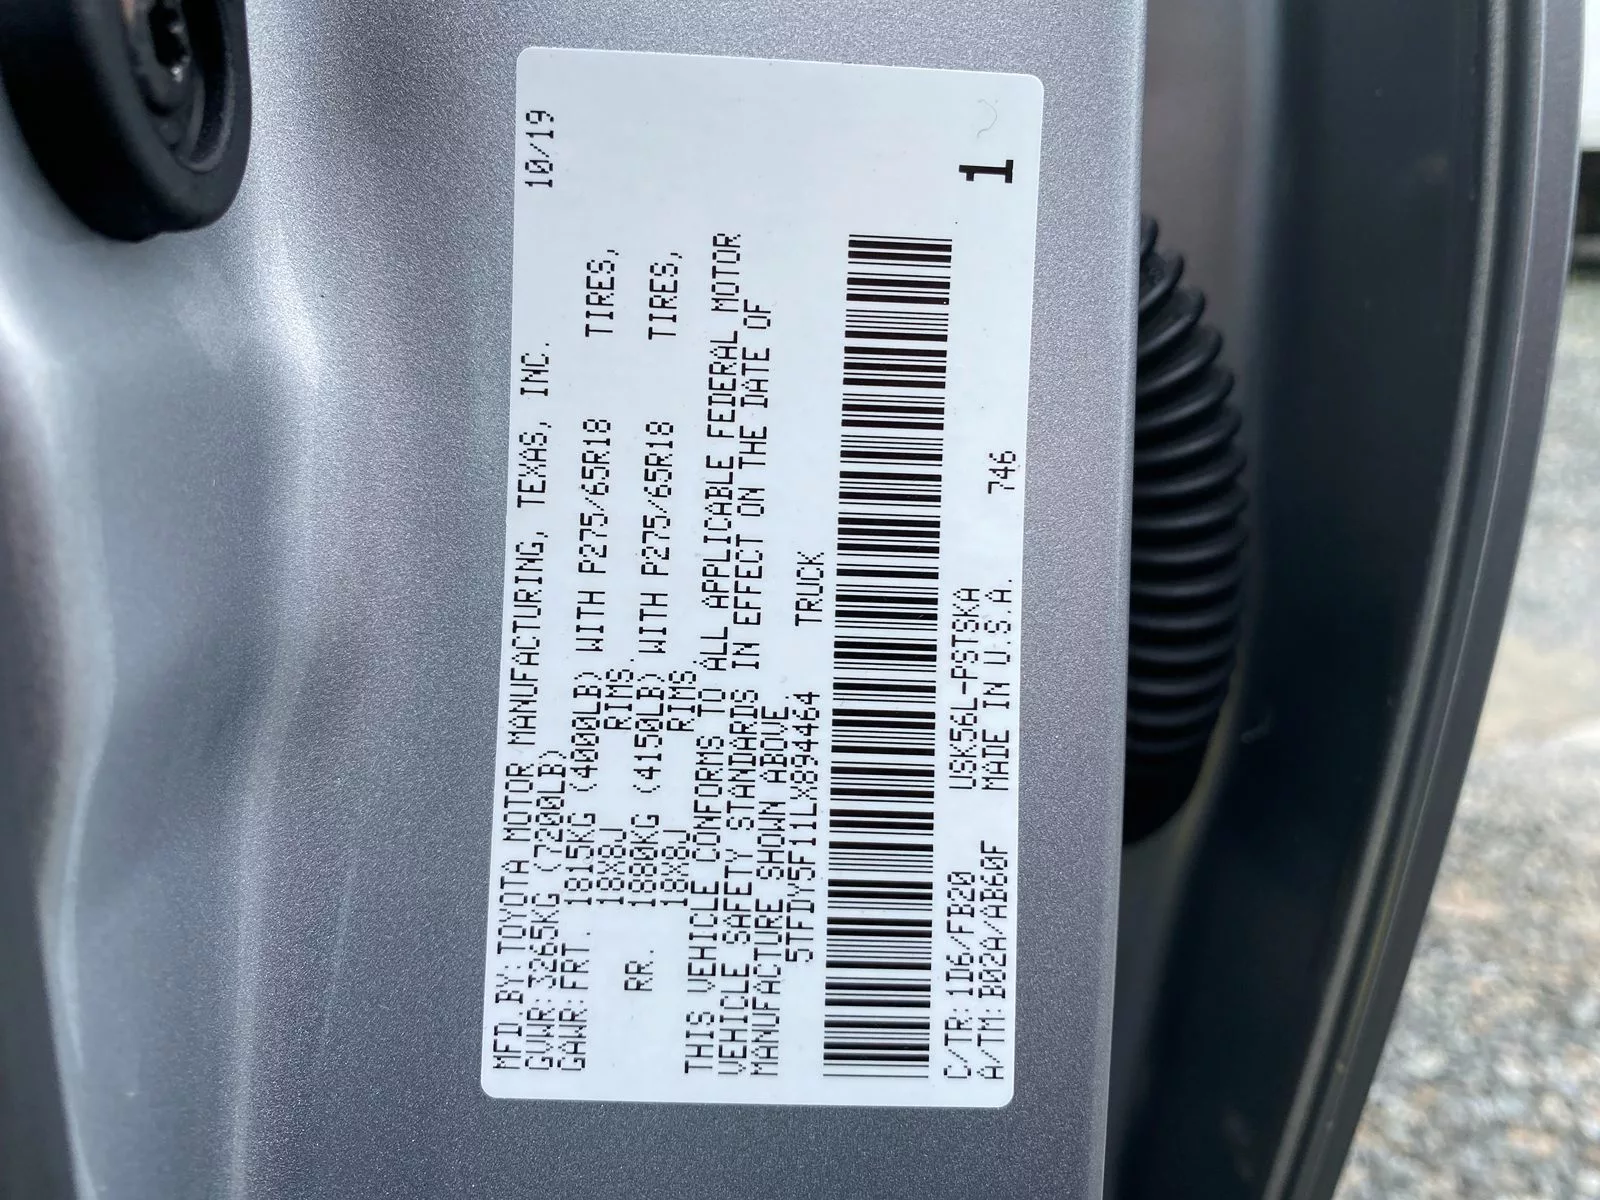 MFD.BY:TOYOTA MOTOR MANUFACTURING, TEXAS, INC. 10/19
GVWR:3265KG (7200LB)
GAWR:FRT. 1815KG (4000LB) WITH P275/65R18 TIRES,
18X8J RIMS.
RR. 1880KG (4150LB) WITH P275/65R18 TIRES,
18X8J RIMS.
THIS VEHICLE CONFORMS TO ALL APPLICABLE FEDERAL MOTOR
VEHICLE SAFETY STANDARDS IN EFFECT ON THE DATE OF
MANUFACTURE SHOWN ABOVE.
5TFDY5F11LX894464 TRUCK
C/TR:1D6/FB20 USK56L-PSTSKA
A/TM:B02A/AB60F MADE IN U.S.A. 746 1